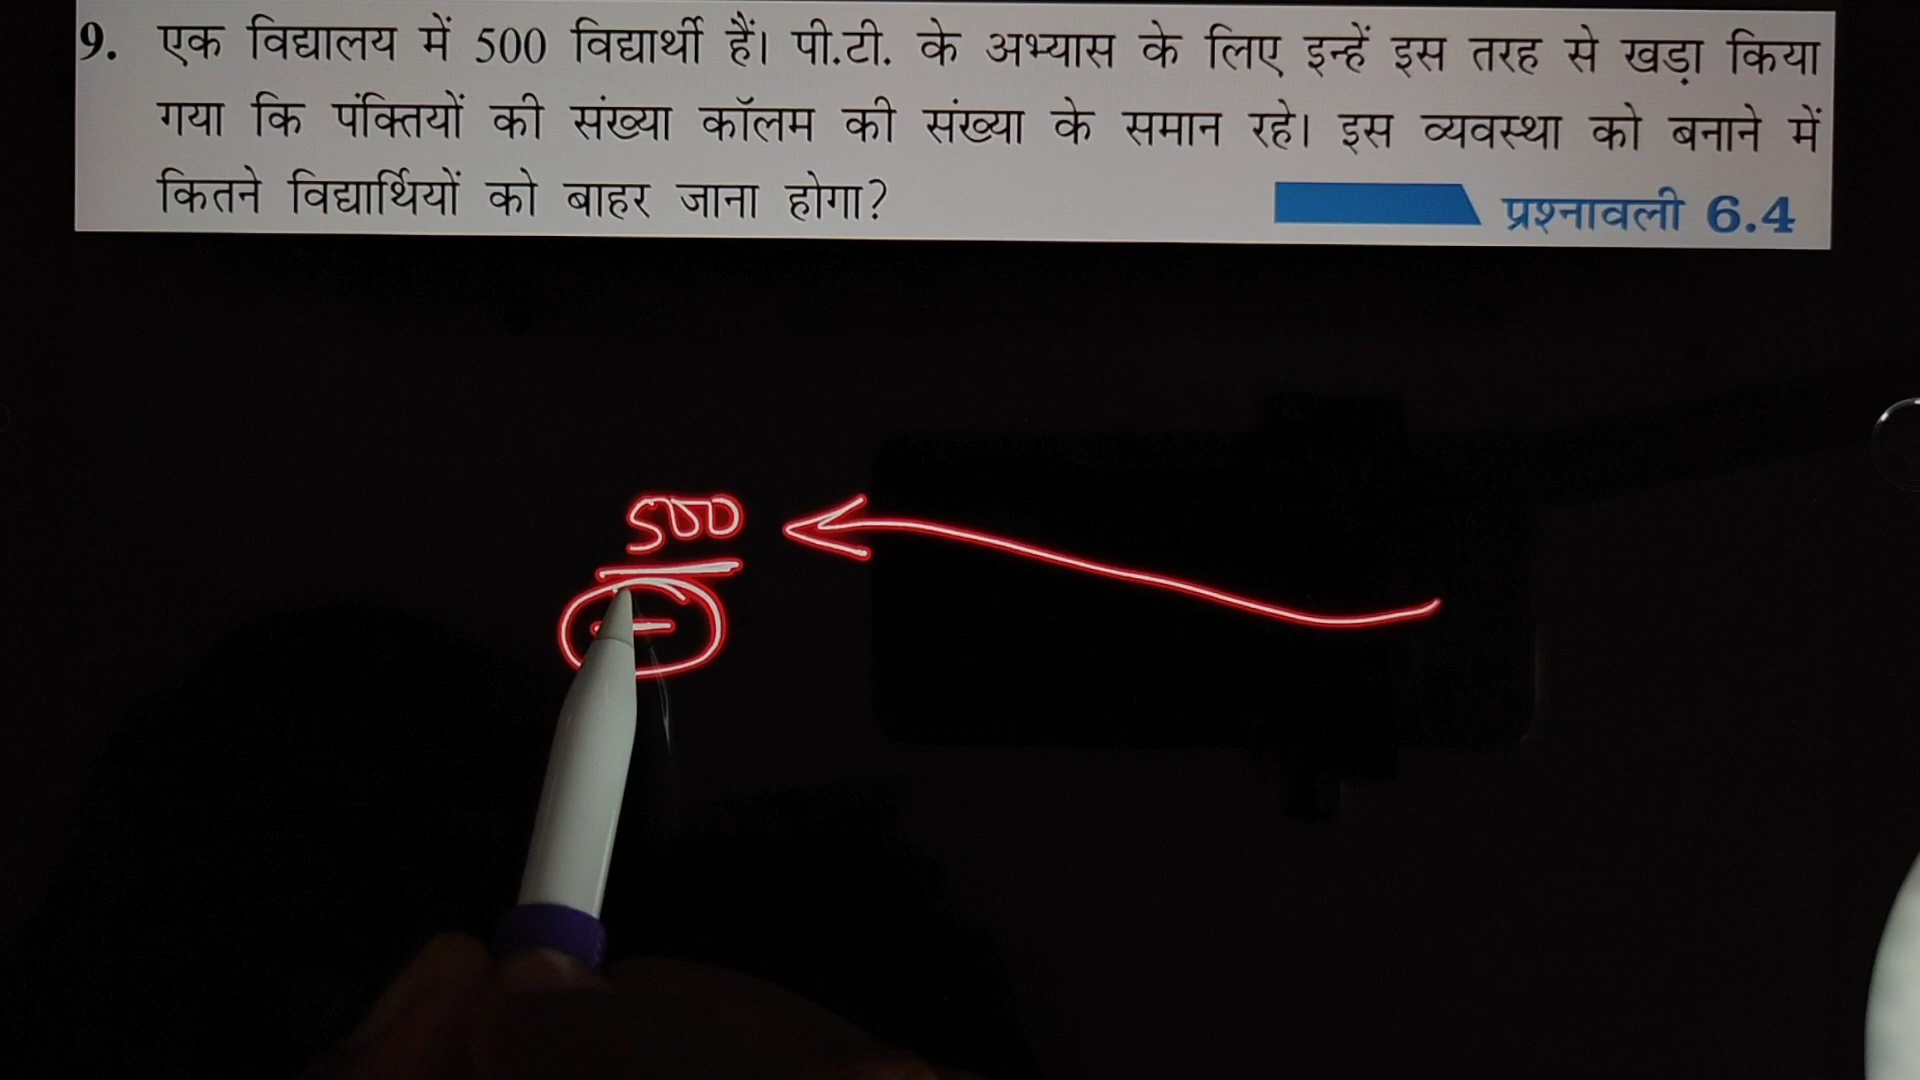 9. एक विद्यालय में 500 विद्यार्थी हैं। पी.टी. के अभ्यास के लिए इन्हें इस तरह से खड़ा किया
गया कि पंक्तियों की संख्या कॉलम की संख्या के समान रहे। इस व्यवस्था को बनाने में
कितने विद्यार्थियों को बाहर जाना होगा?
प्रश्नावली 6.4
500